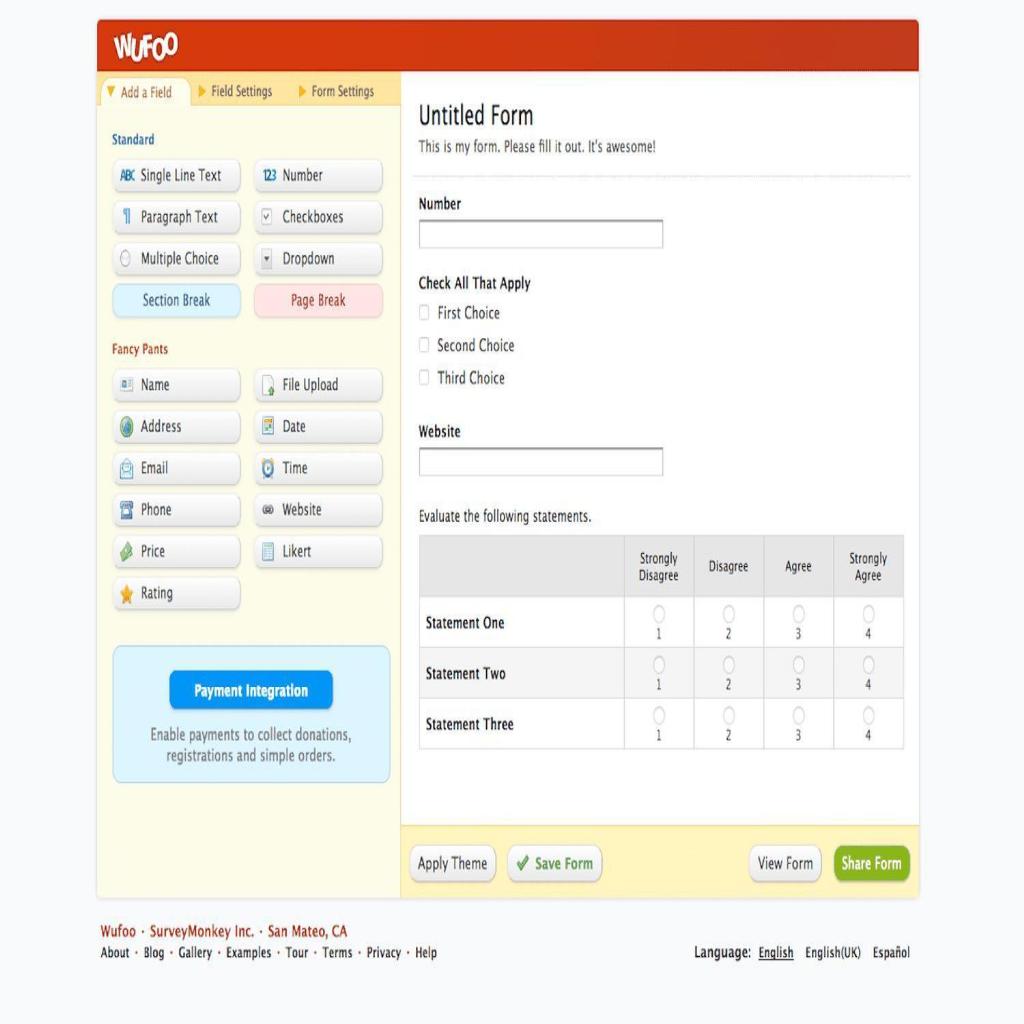 WUFOO
Add a Field Field Settings Form Settings
Standard
ABC Single Line Text 123 Number
Paragraph Text Checkboxes
Multiple Choice Dropdown
Section Break Page Break
Fancy Pants
Name File Upload
Address Date
Email Time
Phone Website
Price Likert
Rating
Payment Integration
Enable payments to collect donations,
registrations and simple orders.
Untitled Form
This is my form. Please fill it out. It's awesome!
Number
Check All That Apply
First Choice
Second Choice
Third Choice
Website
Evaluate the following statements.
Strongly Disagree Disagree Agree Strongly Agree
Statement One 1 2 3 4
Statement Two 1 2 3 4
Statement Three 1 2 3 4
Apply Theme Save Form View Form Share Form
Wufoo · SurveyMonkey Inc. · San Mateo, CA
About · Blog · Gallery · Examples · Tour · Terms · Privacy · Help
Language: English English(UK) Español